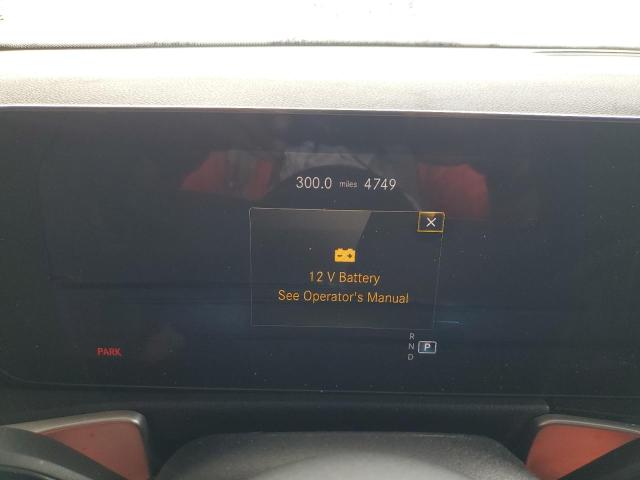 300.0 miles 4749
12 V Battery
See Operator's Manual
PARK
R
N P
D